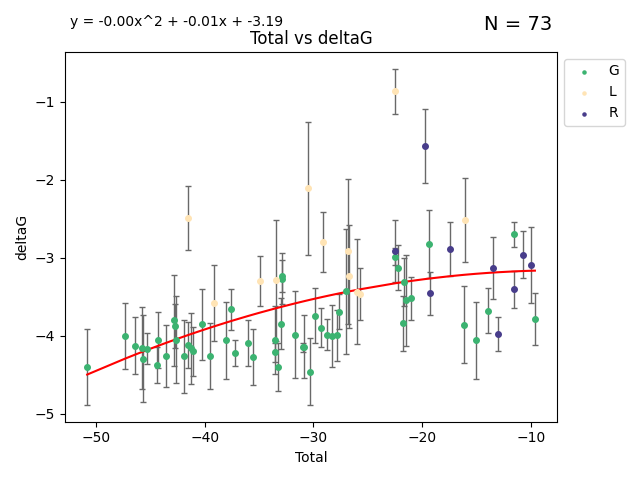 y = -0.00x^2 + -0.01x + -3.19
N = 73
Total vs deltaG
G
L
R
deltaG
−1
−2
−3
−4
−5
−50
−40
−30
−20
−10
Total